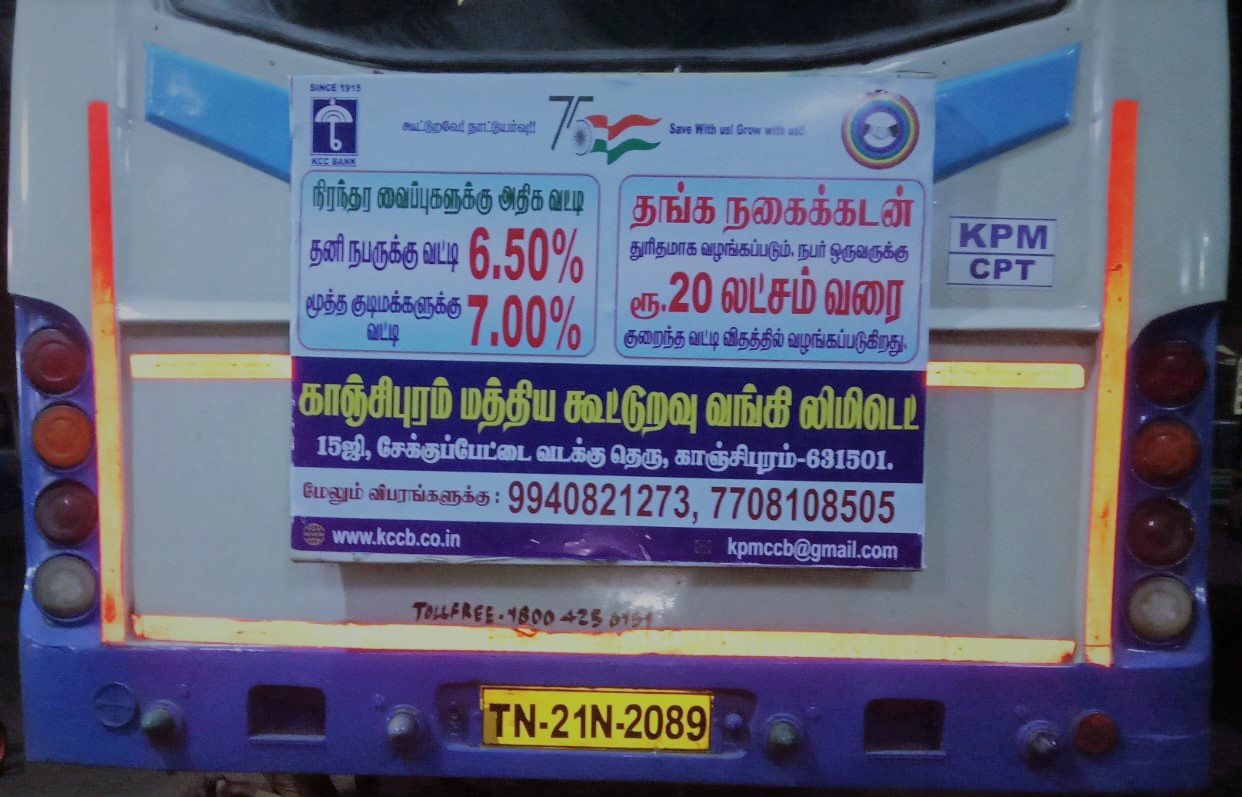 SINCE 1915
KCC BANK
கூட்டுறவே! நாட்டுயர்வு!!
75
Save With us! Grow with us!!
நிரந்தர வைப்புகளுக்கு அதிக வட்டி
தனி நபருக்கு வட்டி 6.50%
மூத்த குடிமக்களுக்கு
வட்டி 7.00%
தங்க நகைக்கடன்
துரிதமாக வழங்கப்படும். நபர் ஒருவருக்கு
ரூ.20 லட்சம் வரை
குறைந்த வட்டி விதத்தில் வழங்கப்படுகிறது.
KPM
CPT
காஞ்சிபுரம் மத்திய கூட்டுறவு வங்கி லிமிடெட்
15ஜி, சேக்குப்பேட்டை வடக்கு தெரு, காஞ்சிபுரம்-631501.
மேலும் விபரங்களுக்கு : 9940821273, 7708108505
www.kccb.co.in
kpmccb@gmail.com
TOLLFREE-1800 425
TN-21N-2089